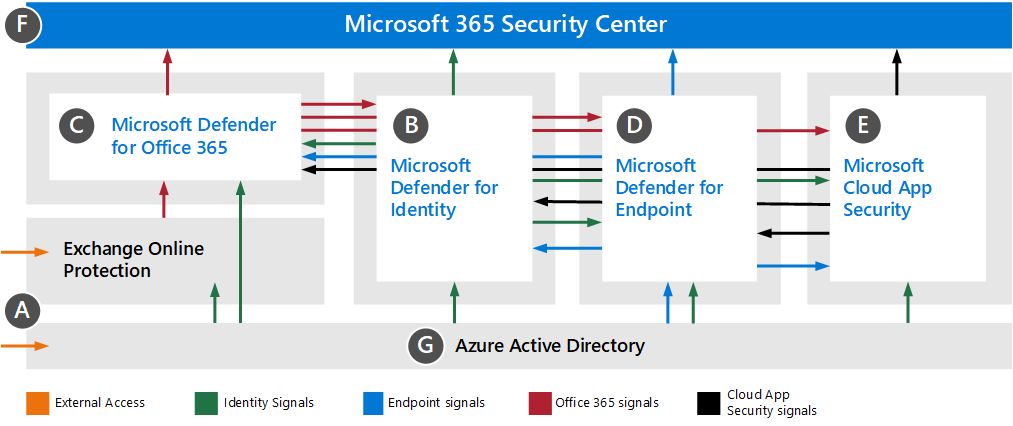 F
Microsoft 365 Security Center
C
Microsoft Defender
for Office 365
B
Microsoft
Defender for
Identity
D
Microsoft
Defender for
Endpoint
E
Microsoft
Cloud App
Security
Exchange Online
Protection
A
G
Azure Active Directory
External Access
Identity Signals
Endpoint signals
Office 365 signals
Cloud App
Security signals